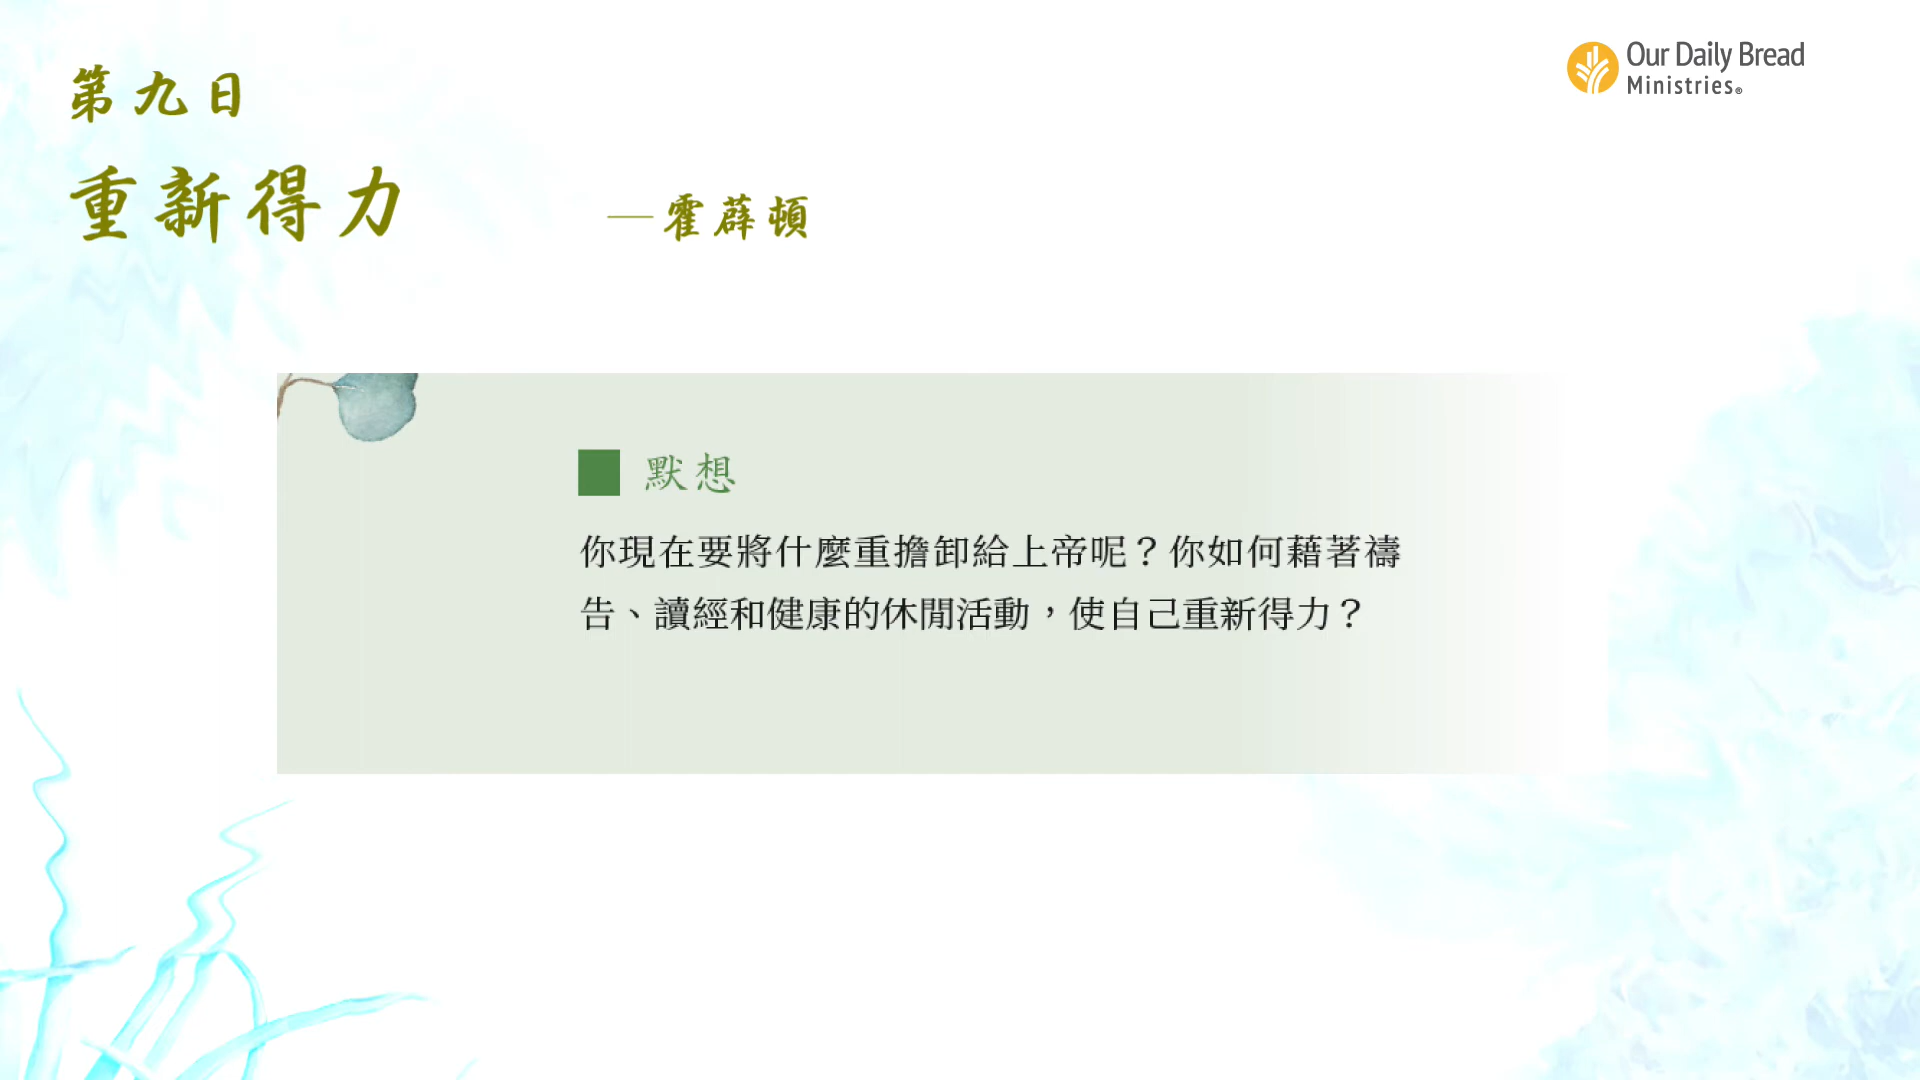 第九日
Our Daily Bread
Ministries®
重新得力 —霍薜頓
默想
你現在要將什麼重擔卸給上帝呢？你如何藉著禱
告、讀經和健康的休閒活動，使自己重新得力？